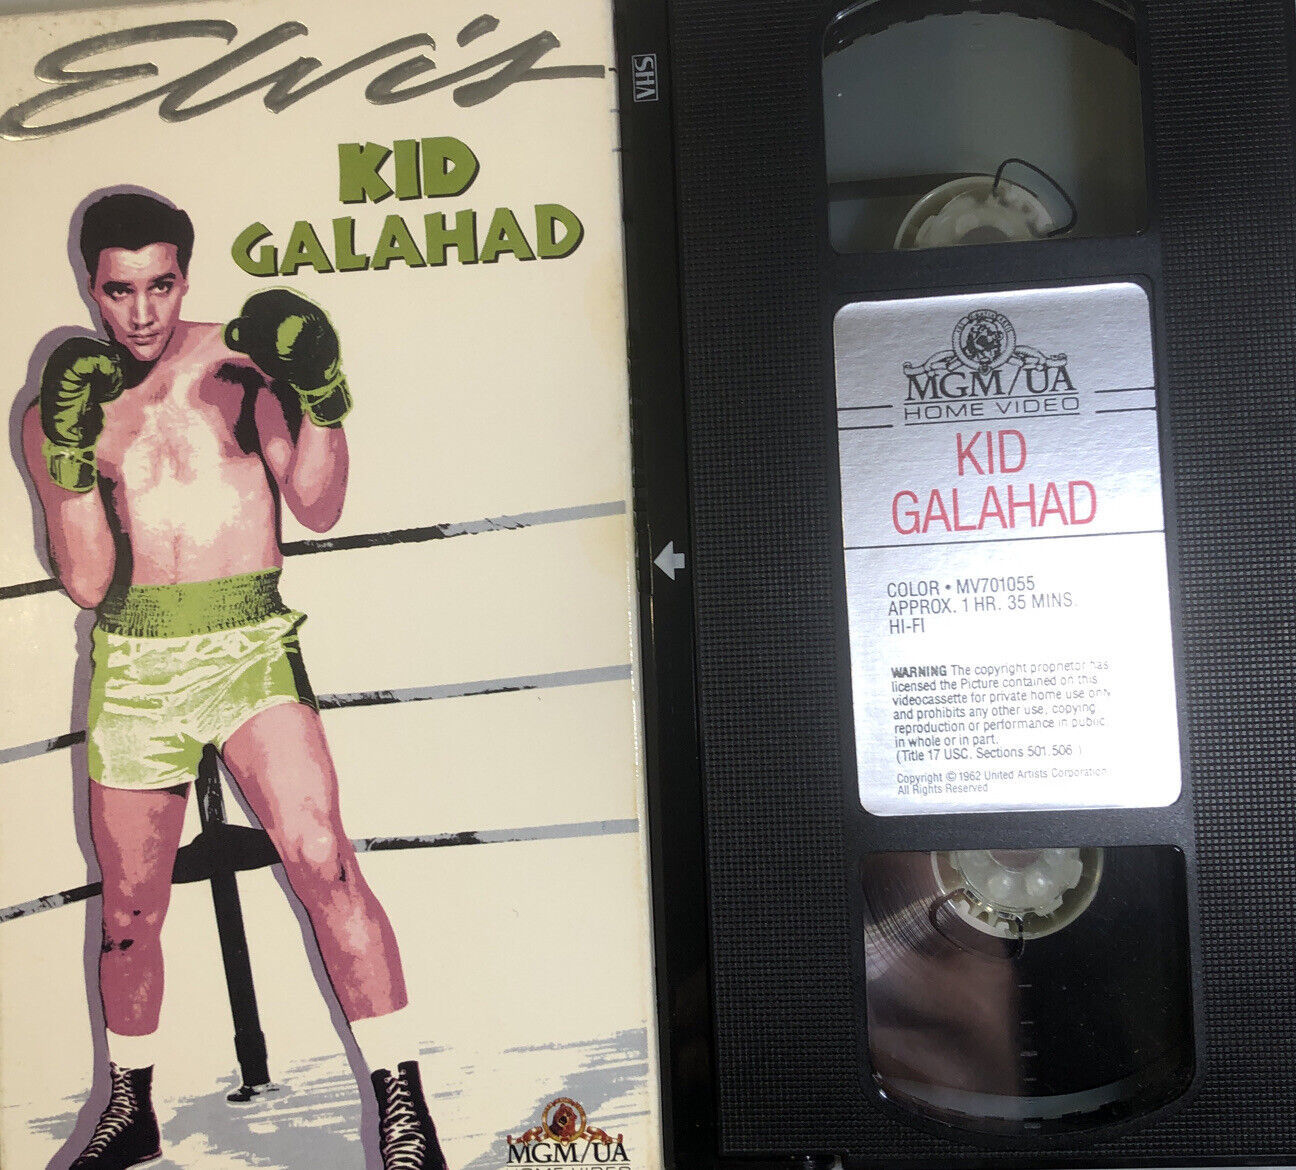 Elvis
KID
GALAHAD
MGM/UA
HOME VIDEO
VHS
MGM/UA
HOME VIDEO
KID
GALAHAD
COLOR • MV701055
APPROX. 1 HR. 35 MINS.
HI-FI
WARNING The copyright proprietor has
licensed the Picture contained on this
videocassette for private home use only
and prohibits any other use, copying
reproduction or performance in public,
in whole or in part.
(Title 17 USC. Sections 501.506 )
Copyright © 1962 United Artists Corporation
All Rights Reserved